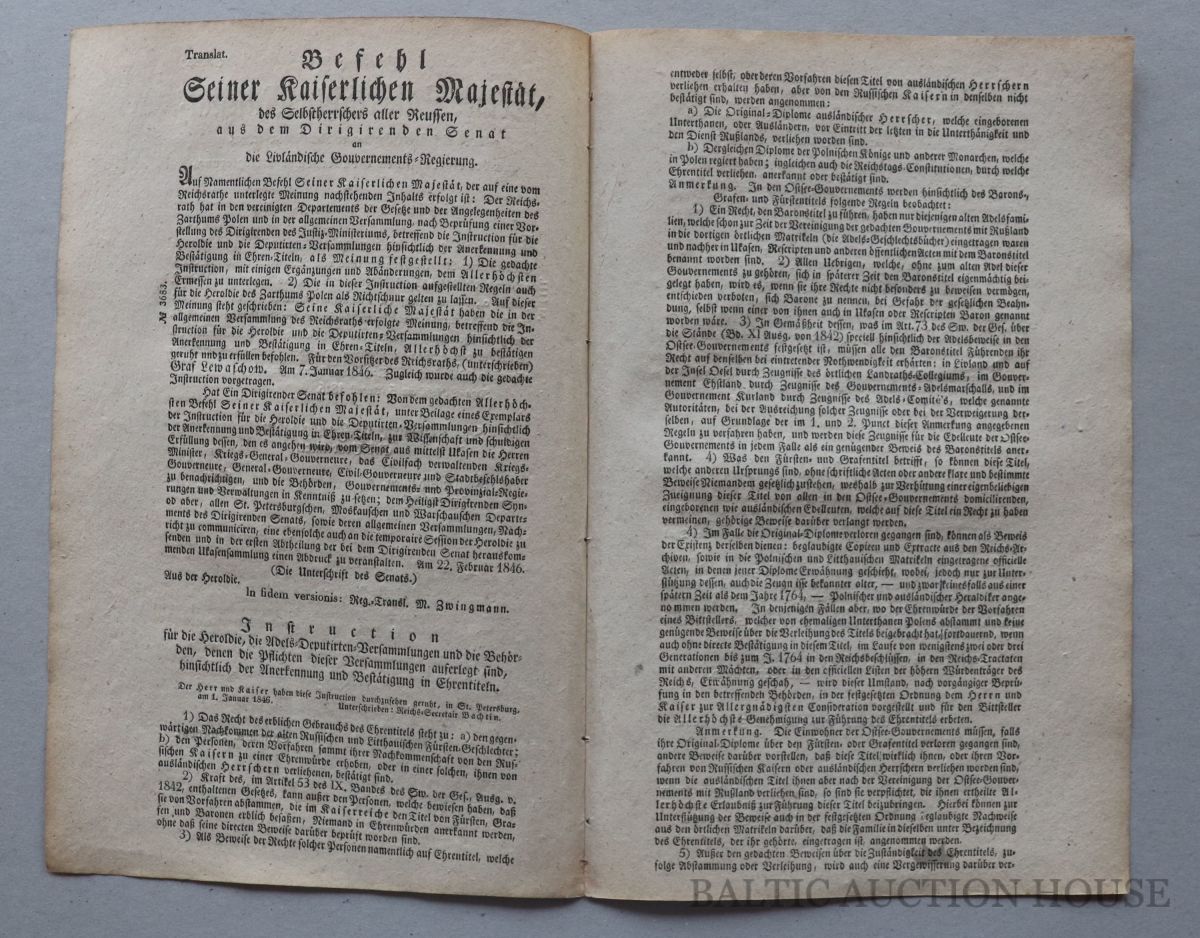 Translat.
Befehl
Seiner Kaiserlichen Majestät,
des Selbstherrschers aller Reussen,
aus dem Dirigirenden Senat
an
die Livländische Gouvernements-Regierung.
Auf Namentlichen Befehl Seiner Kaiserlichen Majestät, der auf eine vom
Reichsrathe unterlegte Meinung nachstehenden Inhalts erfolgt ist: Der Reichs-
rath hat in den vereinigten Departements der Gesetze und der Angelegenheiten des
Zarthums Polen und in der allgemeinen Versammlung, nach Beprüfung einer Vor-
stellung des Dirigirenden des Justiz-Ministeriums, betreffend die Instruction für die
Heroldie und die Deputirten-Versammlungen hinsichtlich der Anerkennung und
Bestätigung in Ehren-Titeln, als Meinung festgestellt: 1) Die gedachte
Instruction, mit einigen Ergänzungen und Abänderungen, dem Allerhöchsten
Ermessen zu unterlegen. 2) Die in dieser Instruction aufgestellten Regeln auch
für die Heroldie des Zarthums Polen als Richtschnur gelten zu lassen. Auf dieser
Meinung steht geschrieben: Seine Kaiserliche Majestät haben die in der
allgemeinen Versammlung des Reichsraths erfolgte Meinung, betreffend die In-
struction für die Heroldie und die Deputirten-Versammlungen hinsichtlich der
Anerkennung und Bestätigung in Ehren-Titeln, Allerhöchst zu bestätigen
geruht und zu erfüllen befohlen. Für den Vorsitzer des Reichsraths, (unterschrieben)
Graf Lewaschow. Am 7. Januar 1846. Zugleich wurde auch die gedachte
Instruction vorgetragen.
№ 3683.
Hat Ein Dirigirender Senat befohlen: Von dem gedachten Allerhöch-
sten Befehl Seiner Kaiserlichen Majestät, unter Beilage eines Exemplars
der Instruction für die Heroldie und die Deputirten-Versammlungen hinsichtlich
der Anerkennung und Bestätigung in Ehren-Titeln, zur Wissenschaft und schuldigen
Erfüllung dessen, den es angehen wird, vom Senat aus mittelst Ukasen die Herren
Minister, Kriegs-General-Gouverneure, das Civilfach verwaltenden Kriegs-
Gouverneure, General-Gouverneure, Civil-Gouverneure und Stadtbefehlshaber
zu benachrichtigen, und die Behörden, Gouvernements- und Provinzial-Regie-
rungen und Verwaltungen in Kenntniß zu setzen; dem Heiligst Dirigirenden Syn-
od aber, allen St. Petersburgschen, Moskauschen und Warschauschen Departe-
ments des Dirigirenden Senats, sowie deren allgemeinen Versammlungen, Nach-
richt zu communiciren, eine ebensolche auch an die temporaire Session der Heroldie zu
senden und in der ersten Abtheilung der bei dem Dirigirenden Senat herauskom-
menden Ukasensammlung einen Abdruck zu veranstalten. Am 22. Februar 1846.
(Die Unterschrift des Senats.)
Aus der Heroldie.
In fidem versionis: Reg.-Transl. M. Zwingmann.
Instruction
für die Heroldie, die Adels-Deputirten-Versammlungen und die Behör-
den, denen die Pflichten dieser Versammlungen auferlegt sind,
hinsichtlich der Anerkennung und Bestätigung in Ehrentiteln.
Der Herr und Kaiser haben diese Instruction durchzusehen geruht, in St. Petersburg,
am 1. Januar 1846. Unterschrieben: Reichs-Secretair Bachtin.
1) Das Recht des erblichen Gebrauchs des Ehrentitels steht zu: a) den gegen-
wärtigen Nachkommen der alten Russischen und Litthauischen Fürsten-Geschlechter;
b) den Personen, deren Vorfahren sammt ihrer Nachkommenschaft von den Rus-
sischen Kaisern zu einer Ehrenwürde erhoben, oder in einer solchen, ihnen von
ausländischen Herrschern verliehenen, bestätigt sind.
2) Kraft des, im Artikel 53 des IX. Bandes des Sw. der Ges., Ausg. v.
1842, enthaltenen Gesetzes, kann außer den Personen, welche bewiesen haben, daß
sie von Vorfahren abstammen, die im Kaiserreiche den Titel von Fürsten, Gra-
fen und Baronen erblich besaßen, Niemand in Ehrenwürden anerkannt werden,
ohne daß seine directen Beweise darüber beprüft worden sind.
3) Als Beweise der Rechte solcher Personen namentlich auf Ehrentitel, welche
entweder selbst, oder deren Vorfahren diesen Titel von ausländischen Herrschern
verliehen erhalten haben, aber von den Russischen Kaisern in denselben nicht
bestätigt sind, werden angenommen:
a) Die Original-Diplome ausländischer Herrscher, welche eingeborenen
Unterthanen, oder Ausländern, vor Eintritt der letzten in die Unterthänigkeit und
den Dienst Rußlands, verliehen worden sind.
b) Dergleichen Diplome der Polnischen Könige und anderer Monarchen, welche
in Polen regiert haben; ingleichen auch die Reichstags-Constitutionen, durch welche
Ehrentitel verliehen, anerkannt oder bestätigt sind.
Anmerkung. In den Ostsee-Gouvernements werden hinsichtlich des Barons-,
Grafen- und Fürstentitels folgende Regeln beobachtet:
1) Ein Recht, den Baronstitel zu führen, haben nur diejenigen alten Adelsfami-
lien, welche schon zur Zeit der Vereinigung der gedachten Gouvernements mit Rußland
in die dortigen örtlichen Matrikeln (die Adels-Geschlechtsbücher) eingetragen waren
und nachher in Ukasen, Rescripten und anderen öffentlichen Acten mit dem Baronstitel
benannt worden sind. 2) Allen Uebrigen, welche, ohne zum alten Adel dieser
Gouvernements zu gehören, sich in späterer Zeit den Baronstitel eigenmächtig bei-
gelegt haben, wird es, wenn sie ihre Rechte nicht besonders zu beweisen vermögen,
entschieden verboten, sich Barone zu nennen, bei Gefahr der gesetzlichen Beahn-
dung, selbst wenn einer von ihnen auch in Ukasen oder Rescripten Baron genannt
worden wäre. 3) In Gemäßheit dessen, was im Art. 73 des Sw. der Ges. über
die Stände (Bd. XI Ausg. von 1842) speciell hinsichtlich der Adelsbeweise in den
Ostsee-Gouvernements festgesetzt ist, müssen alle den Baronstitel Führenden ihr
Recht auf denselben bei eintretender Nothwendigkeit erhärten: in Livland und auf
der Insel Oesel durch Zeugnisse des örtlichen Landraths-Collegiums, im Gouver-
nement Ehstland durch Zeugnisse des Gouvernements-Adelsmarschalls, und im
Gouvernement Kurland durch Zeugnisse des Adels-Comité's, welche genannte
Autoritäten, bei der Ausreichung solcher Zeugnisse oder bei der Verweigerung der-
selben, auf Grundlage der im 1. und 2. Punct dieser Anmerkung angegebenen
Regeln zu verfahren haben, und werden diese Zeugnisse für die Edelleute der Ostsee-
Gouvernements in jedem Falle als ein genügender Beweis des Baronstitels aner-
kannt. 4) Was den Fürsten- und Grafentitel betrifft, so können diese Titel,
welche anderen Ursprungs sind, ohne schriftliche Acten oder andere klare und bestimmte
Beweise Niemandem gesetzlich zustehen, weshalb zur Verhütung einer eigenbeliebigen
Zueignung dieser Titel von allen in den Ostsee-Gouvernements domicilirenden,
eingeborenen wie ausländischen Edelleuten, welche auf diese Titel ein Recht zu haben
vermeinen, gehörige Beweise darüber verlangt werden.
4) Im Falle die Original-Diplome verloren gegangen sind, können als Beweis
der Existenz derselben dienen: beglaubigte Copieen und Extracte aus den Reichs-Ar-
chiven, sowie in die Polnischen und Litthauischen Matrikeln eingetragene officielle
Acten, in denen jener Diplome Erwähnung geschieht, wobei, jedoch nur zur Unter-
stützung dessen, auch die Zeugnisse bekannter alter, — und zwar keinesfalls aus einer
spätern Zeit als dem Jahre 1764, — Polnischer und ausländischer Heraldiker ange-
nommen werden. In denjenigen Fällen aber, wo der Ehrenwürde der Vorfahren
eines Bittstellers, welcher von ehemaligen Unterthanen Polens abstammt und keine
genügende Beweise über die Verleihung des Titels beigebracht hat, fortdauernd, wenn
auch ohne directe Bestätigung in diesem Titel, im Laufe von wenigstens zwei oder drei
Generationen bis zum J. 1764 in den Reichsbeschlüssen, in den Reichs-Tractaten
mit anderen Mächten, oder in den officiellen Listen der höhern Würdenträger des
Reichs, Erwähnung geschah, — wird dieser Umstand, nach vorgängiger Beprü-
fung in den betreffenden Behörden, in der festgesetzten Ordnung dem Herrn und
Kaiser zur Allergnädigsten Consideration vorgestellt und für den Bittsteller
die Allerhöchste Genehmigung zur Führung des Ehrentitels erbeten.
Anmerkung. Die Einwohner der Ostsee-Gouvernements müssen, falls
ihre Original-Diplome über den Fürsten- oder Grafentitel verloren gegangen sind,
andere Beweise darüber vorstellen, daß diese Titel wirklich ihnen, oder ihren Vor-
fahren von Russischen Kaisern oder ausländischen Herrschern verliehen worden sind,
wenn die ausländischen Titel ihnen aber nach der Vereinigung der Ostsee-Gouver-
nements mit Rußland verliehen sind, so sind sie verpflichtet, die ihnen ertheilte Al-
lerhöchste Erlaubniß zur Führung dieser Titel beizubringen. Hierbei können zur
Unterstützung der Beweise auch in der festgesetzten Ordnung beglaubigte Nachweise
aus den örtlichen Matrikeln darüber, daß die Familie in dieselben unter Bezeichnung
des Ehrentitels, der ihr gehörte, eingetragen ist, angenommen werden.
5) Außer den gedachten Beweisen über die Zuständigkeit des Ehrentitels, zu-
folge Abstammung oder Verleihung, wird auch eine Vergewisserung darüber ver-
BALTIC AUCTION HOUSE